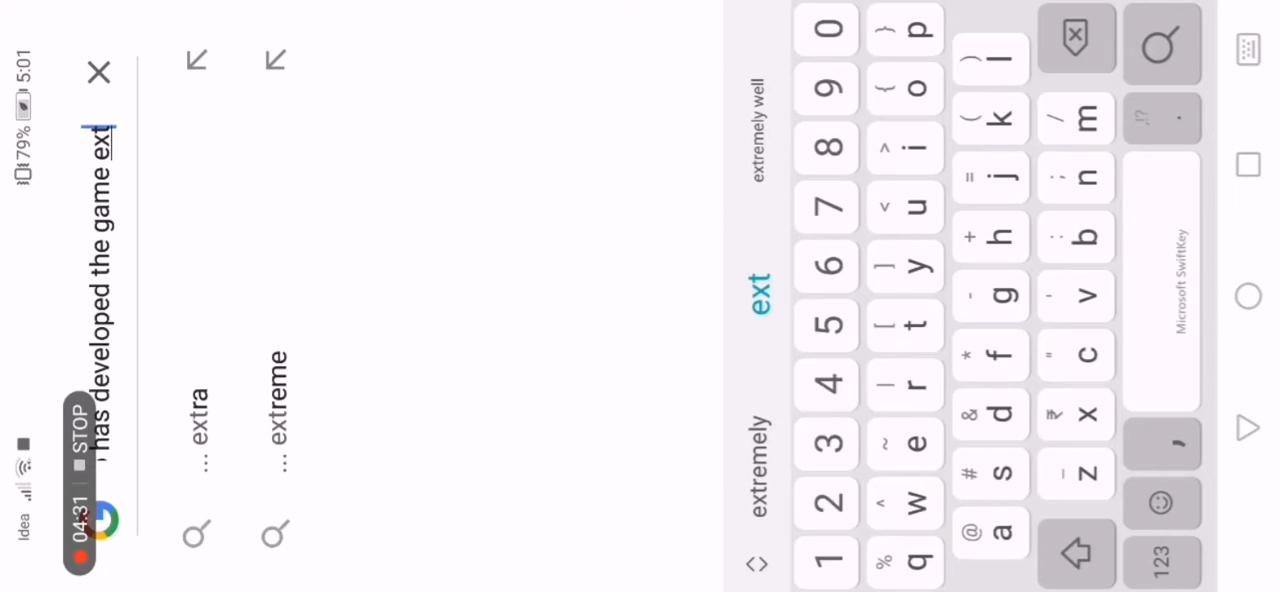 Idea 79% 5:01
04:31 STOP
has developed the game ext
... extra
... extreme
extremely ext extremely well
1 2 3 4 5 6 7 8 9 0
% ^ ~ | [ ] < > { }
q w e r t y u i o p
@ # & * - + = ( )
a s d f g h j k l
_ ₹ " ' : ; /
z x c v b n m
123 , Microsoft SwiftKey . ,!?